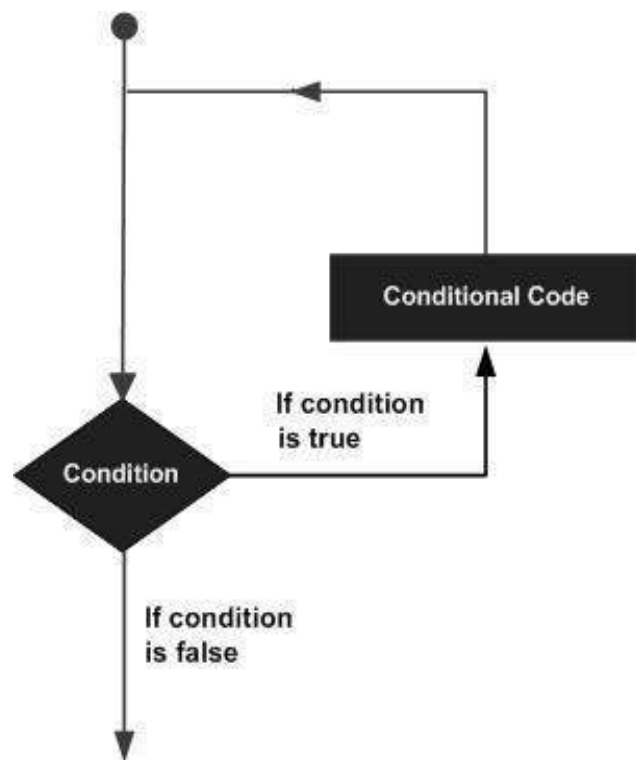 Conditional Code
If condition
is true
Condition
If condition
is false